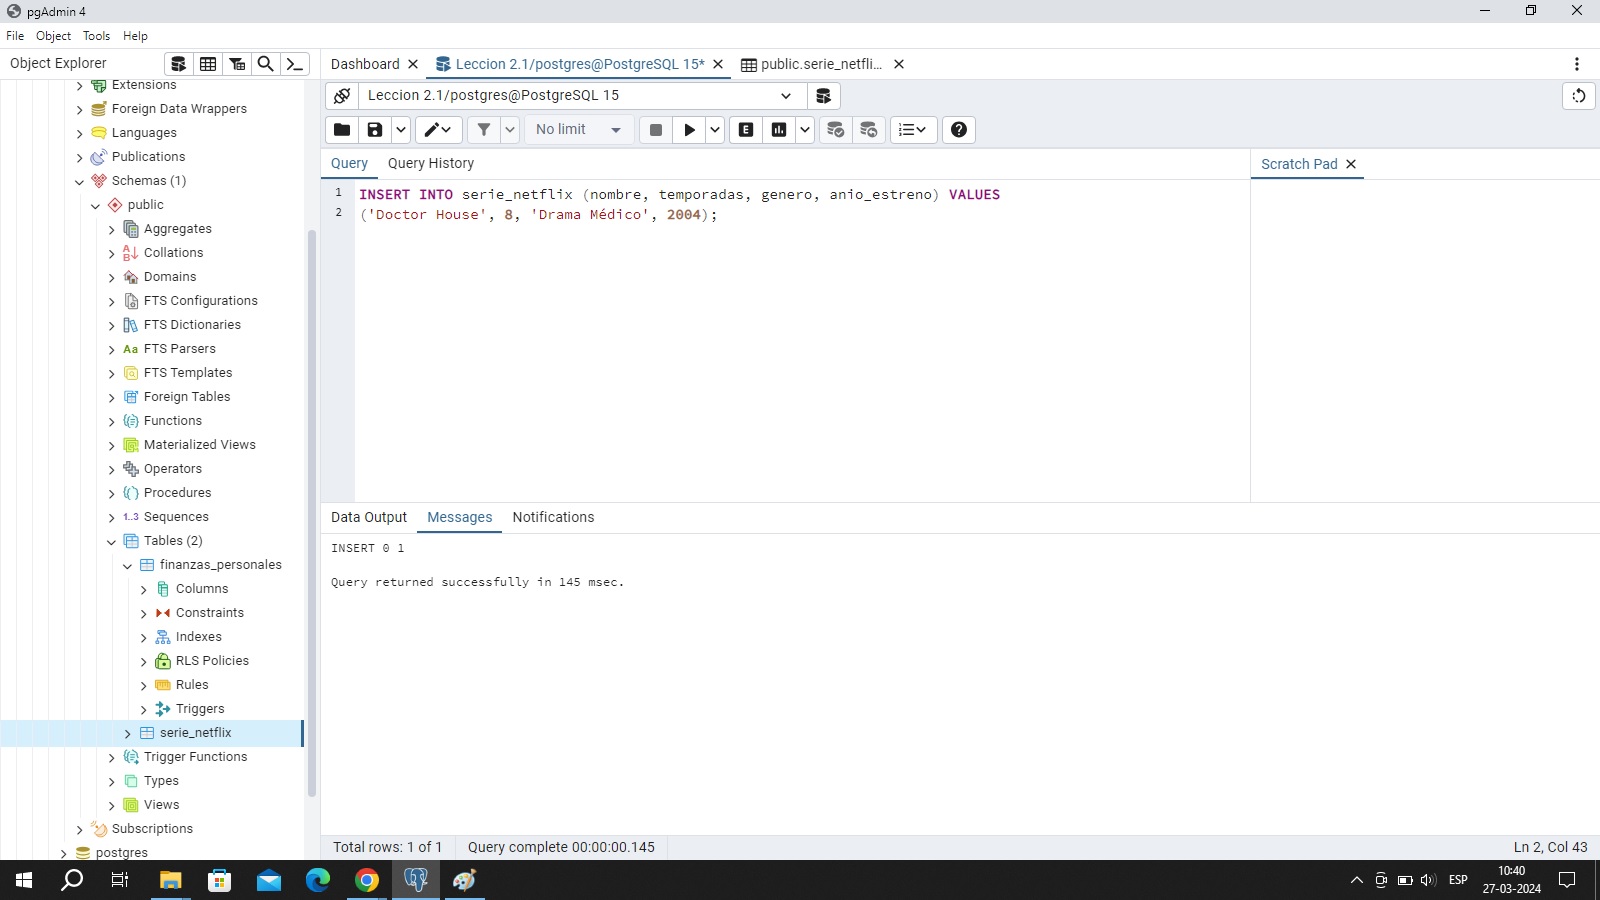 pgAdmin 4
File Object Tools Help
Object Explorer
Dashboard
Leccion 2.1/postgres@PostgreSQL 15*
public.serie_netfli...
Leccion 2.1/postgres@PostgreSQL 15
No limit
E
Query
Query History
Scratch Pad
1 INSERT INTO serie_netflix (nombre, temporadas, genero, anio_estreno) VALUES
2 ('Doctor House', 8, 'Drama Médico', 2004);
Extensions
Foreign Data Wrappers
Languages
Publications
Schemas (1)
public
Aggregates
Collations
Domains
FTS Configurations
FTS Dictionaries
Aa FTS Parsers
FTS Templates
Foreign Tables
Functions
Materialized Views
Operators
Procedures
1..3 Sequences
Tables (2)
finanzas_personales
Columns
Constraints
Indexes
RLS Policies
Rules
Triggers
serie_netflix
Trigger Functions
Types
Views
Subscriptions
postgres
Data Output
Messages
Notifications
INSERT 0 1
Query returned successfully in 145 msec.
Total rows: 1 of 1
Query complete 00:00:00.145
Ln 2, Col 43
ESP
10:40
27-03-2024